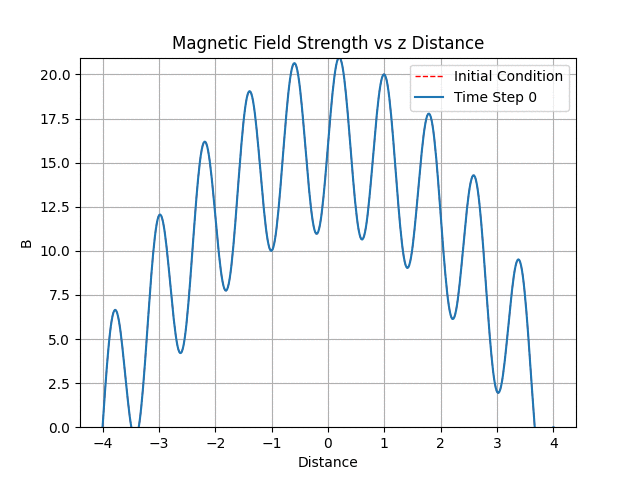 Magnetic Field Strength vs z Distance
Initial Condition
Time Step 0
20.0
17.5
15.0
12.5
10.0
7.5
5.0
2.5
0.0
B
−4 −3 −2 −1 0 1 2 3 4
Distance